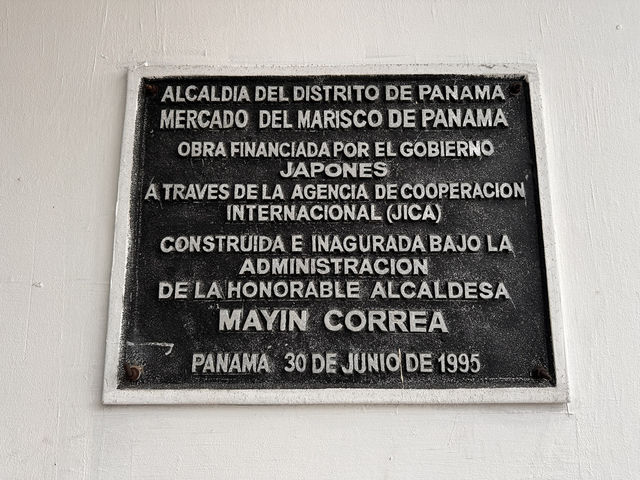 ALCALDIA DEL DISTRITO DE PANAMA
MERCADO DEL MARISCO DE PANAMA
OBRA FINANCIADA POR EL GOBIERNO
JAPONES
A TRAVES DE LA AGENCIA DE COOPERACION
INTERNACIONAL (JICA)
CONSTRUIDA E INAGURADA BAJO LA
ADMINISTRACION
DE LA HONORABLE ALCALDESA
MAYIN CORREA
PANAMA 30 DE JUNIO DE 1995